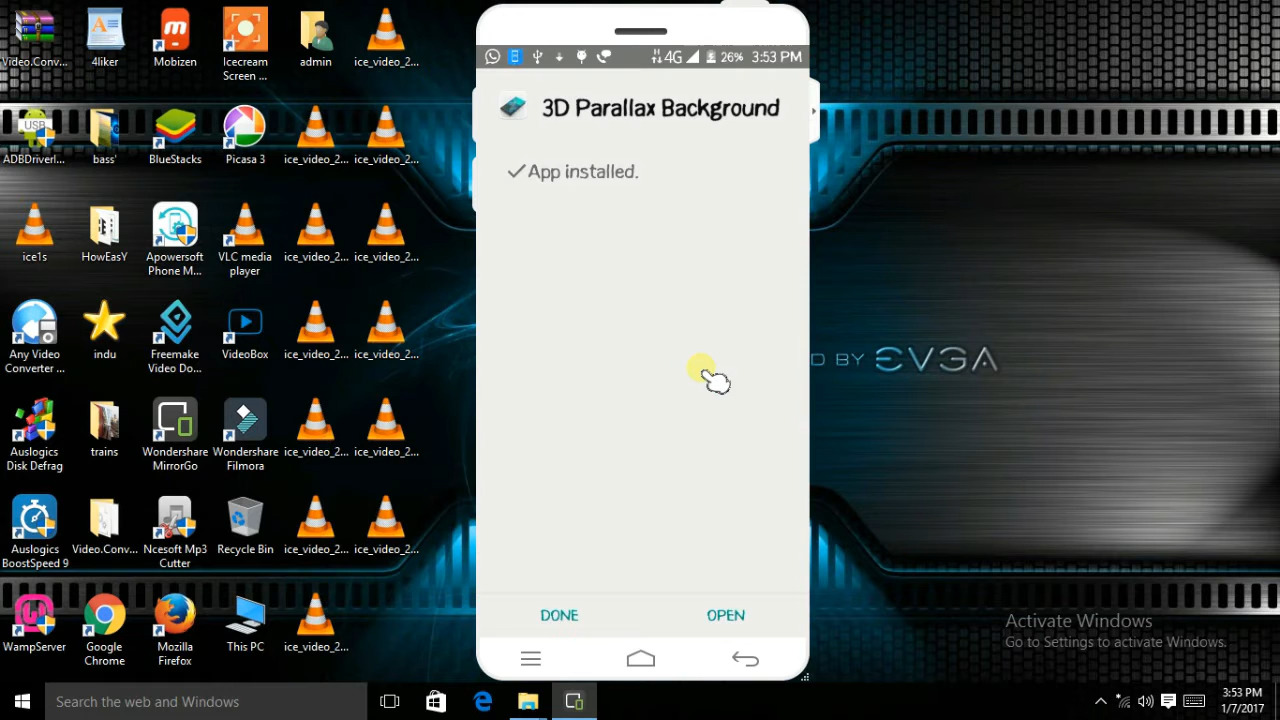 Video.Conv...
4liker
Mobizen
Icecream
Screen ...
admin
ice_video_2...
ADBDriverI...
bass'
BlueStacks
Picasa 3
ice_video_2...
ice_video_2...
ice1s
HowEasY
Apowersoft
Phone M...
VLC media
player
ice_video_2...
ice_video_2...
Any Video
Converter ...
indu
Freemake
Video Do...
VideoBox
ice_video_2...
ice_video_2...
Auslogics
Disk Defrag
trains
Wondershare
MirrorGo
Wondershare
Filmora
ice_video_2...
ice_video_2...
Auslogics
BoostSpeed 9
Video.Conv...
Ncesoft Mp3
Cutter
Recycle Bin
ice_video_2...
ice_video_2...
WampServer
Google
Chrome
Mozilla
Firefox
This PC
ice_video_2...
4G 26% 3:53 PM
3D Parallax Background
App installed.
DONE OPEN
D BY EVGA
Activate Windows
Go to Settings to activate Windows.
Search the web and Windows
3:53 PM
1/7/2017